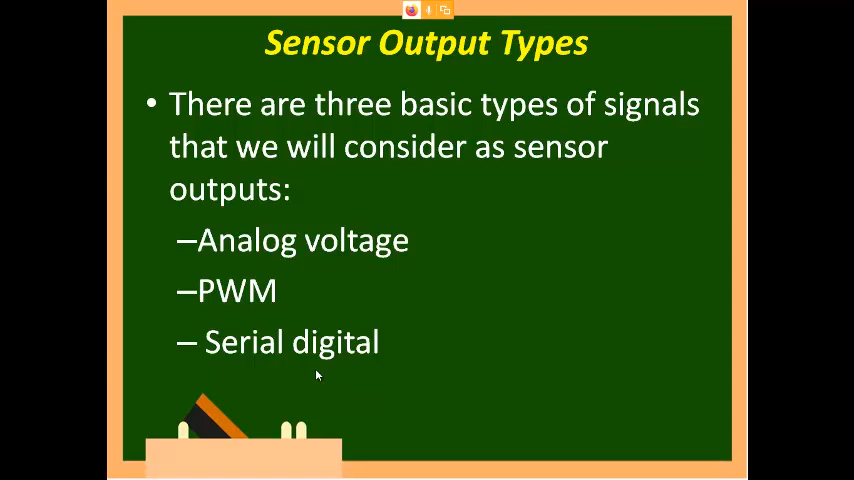 Sensor Output Types
• There are three basic types of signals
that we will consider as sensor
outputs:
–Analog voltage
–PWM
– Serial digital